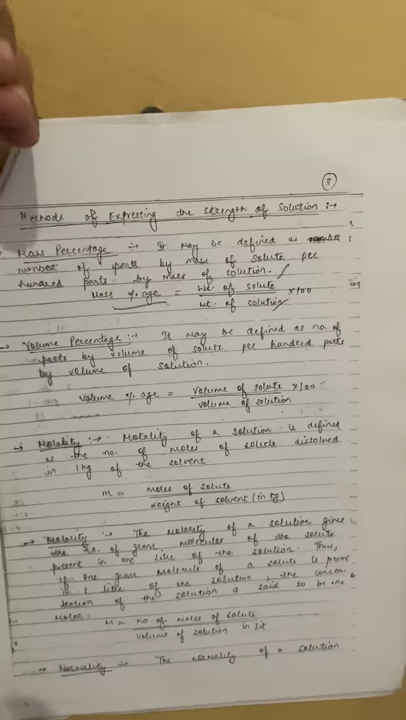 3
Methods of Expressing the strength of solution :→
Mass Percentage :→ It may be defined as
number of parts by mass of solute per
hundred parts by mass of solution.
Mass % age = wt. of solute × 100
wt. of solution
→ Volume Percentage :→ It may be defined as no. of
parts by volume of solute per hundred parts
by volume of solution.
Volume % age = volume of solute × 100
volume of solution
→ Molality :→ Molality of a solution is defined
as the no. of moles of solute dissolved
in 1 kg of the solvent.
m = moles of solute
weight of solvent (in kg)
→ Molarity :→ The Molarity of a solution gives
the no. of gram molecules of the solute
present in one litre of the solution. Thus,
if one gram molecule of a solute is present
in 1 litre of the solution, the concen
tration of the solution is said to be one
molar.
M = no. of moles of solute
volume of solution in lit
→ Normality :→ The normality of a solution